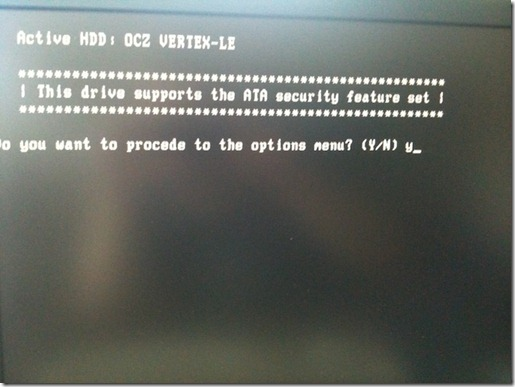 Active HDD: OCZ VERTEX-LE
**************************************************
| This drive supports the ATA security feature set |
**************************************************
Do you want to procede to the options menu? (Y/N) y_